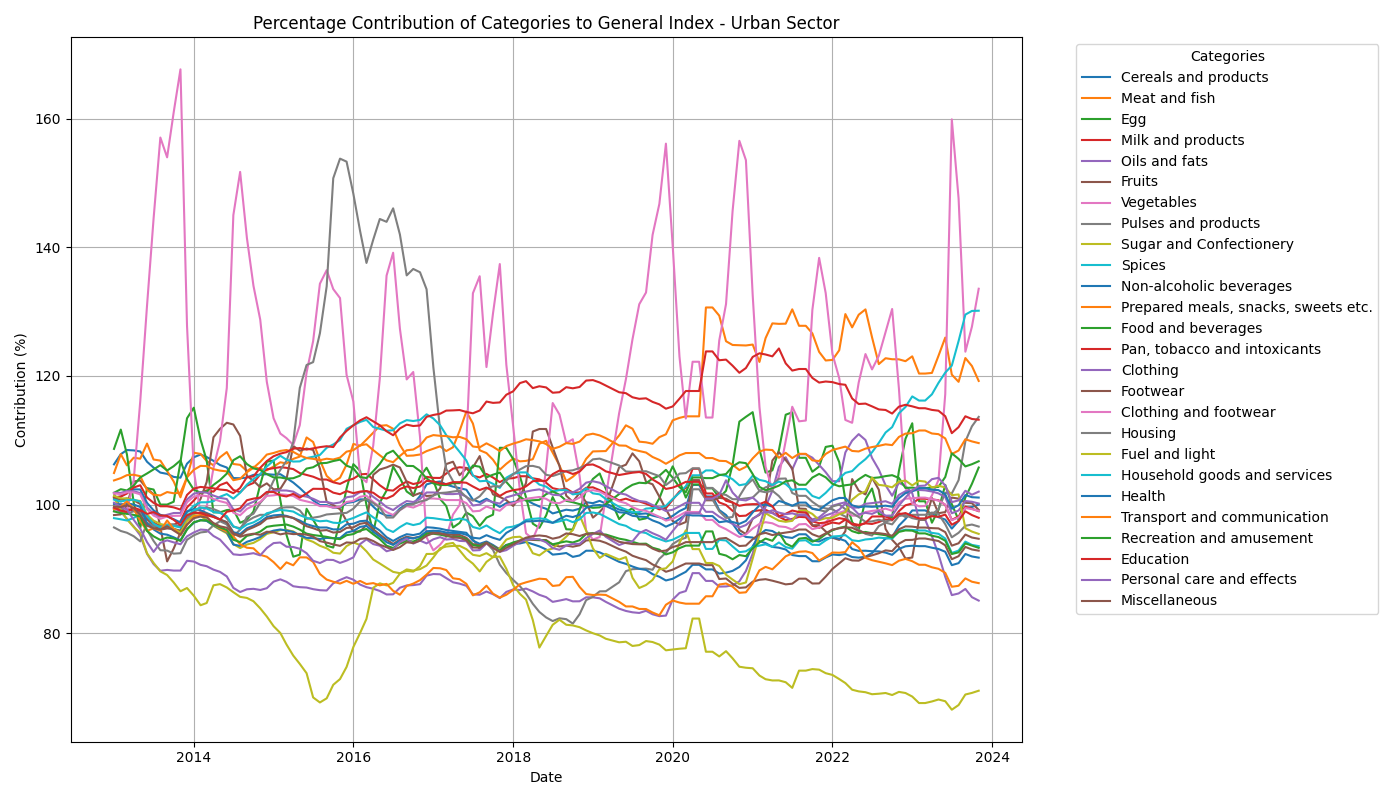 Percentage Contribution of Categories to General Index - Urban Sector
Contribution (%)
160
140
120
100
80
2014
2016
2018
2020
2022
2024
Date
Categories
Cereals and products
Meat and fish
Egg
Milk and products
Oils and fats
Fruits
Vegetables
Pulses and products
Sugar and Confectionery
Spices
Non-alcoholic beverages
Prepared meals, snacks, sweets etc.
Food and beverages
Pan, tobacco and intoxicants
Clothing
Footwear
Clothing and footwear
Housing
Fuel and light
Household goods and services
Health
Transport and communication
Recreation and amusement
Education
Personal care and effects
Miscellaneous